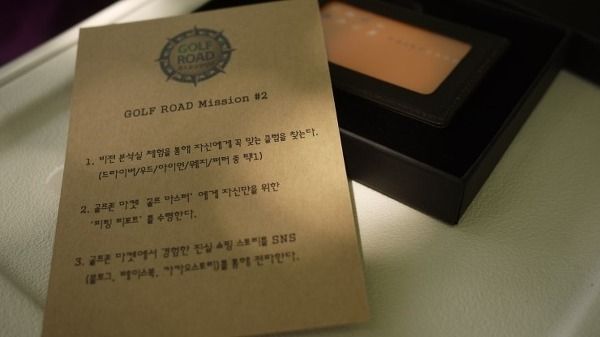 GOLF
ROAD
GOLF ROAD Mission #2
1. 비전 분석실 체험을 통해 자신에게 꼭 맞는 클럽을 찾는다.
(드라이버/우드/아이언/웨지/퍼터 중 택1)
2. 골프존 마켓 '골프 마스터' 에게 자신만을 위한
'피팅 리포트' 를 수령한다.
3. 골프존 마켓에서 경험한 진실 쇼핑 스토리를 SNS
(블로그, 페이스북, 카카오스토리)를 통해 전파한다.